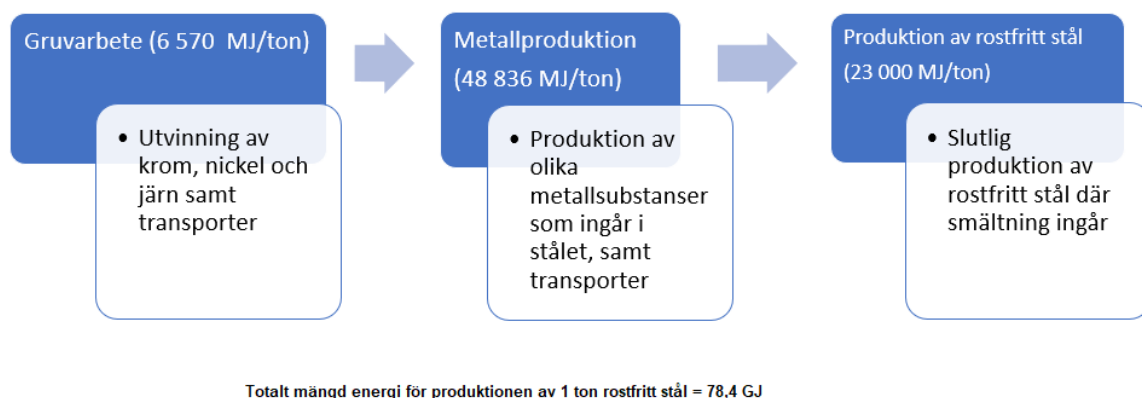 Gruvarbete (6 570  MJ/ton)
• Utvinning av
krom, nickel och
järn samt
transporter
Metallproduktion
(48 836 MJ/ton)
• Produktion av
olika
metallsubstanser
som ingår i
stålet, samt
transporter
Produktion av rostfritt stål
(23 000 MJ/ton)
• Slutlig
produktion av
rostfritt stål där
smältning ingår
Totalt mängd energi för produktionen av 1 ton rostfritt stål = 78,4 GJ